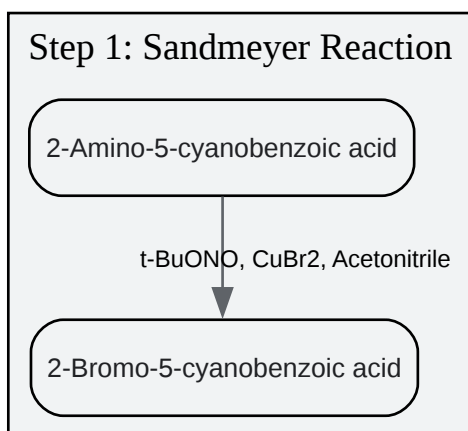 Step 1: Sandmeyer Reaction
2-Amino-5-cyanobenzoic acid
t-BuONO, CuBr2, Acetonitrile
2-Bromo-5-cyanobenzoic acid